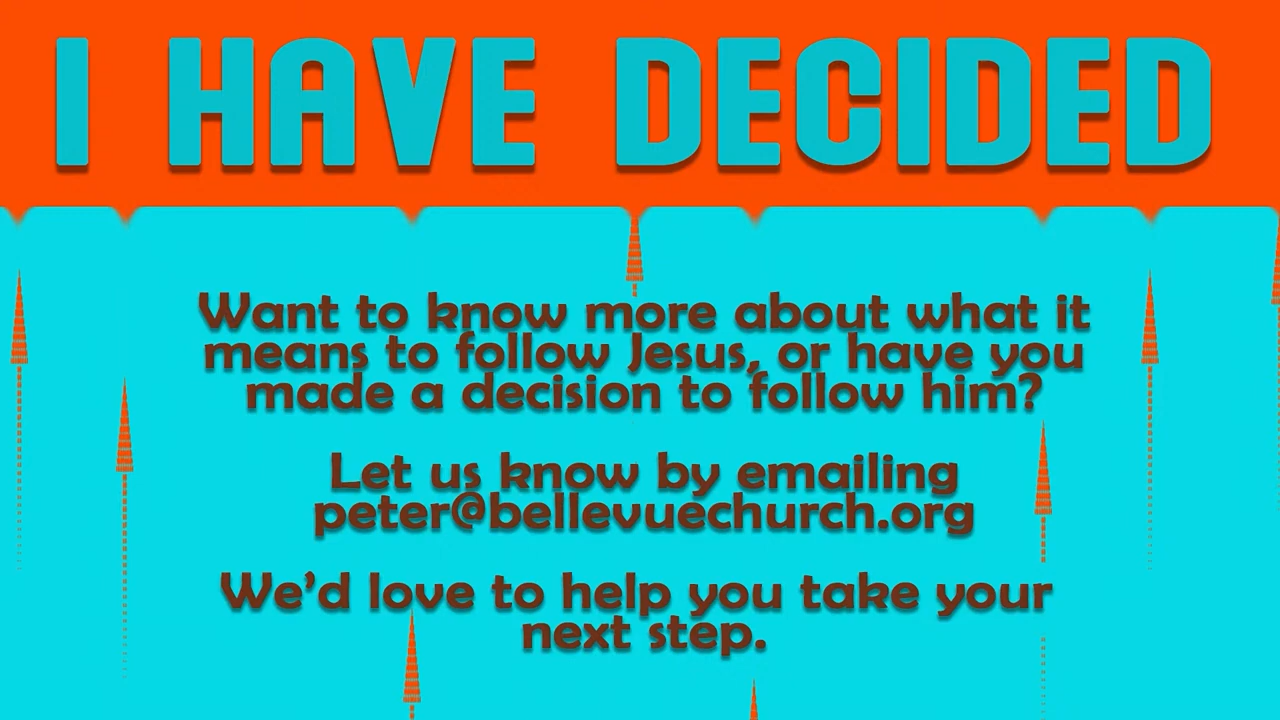 I HAVE DECIDED
Want to know more about what it
means to follow Jesus, or have you
made a decision to follow him?
Let us know by emailing
peter@bellevuechurch.org
We’d love to help you take your
next step.